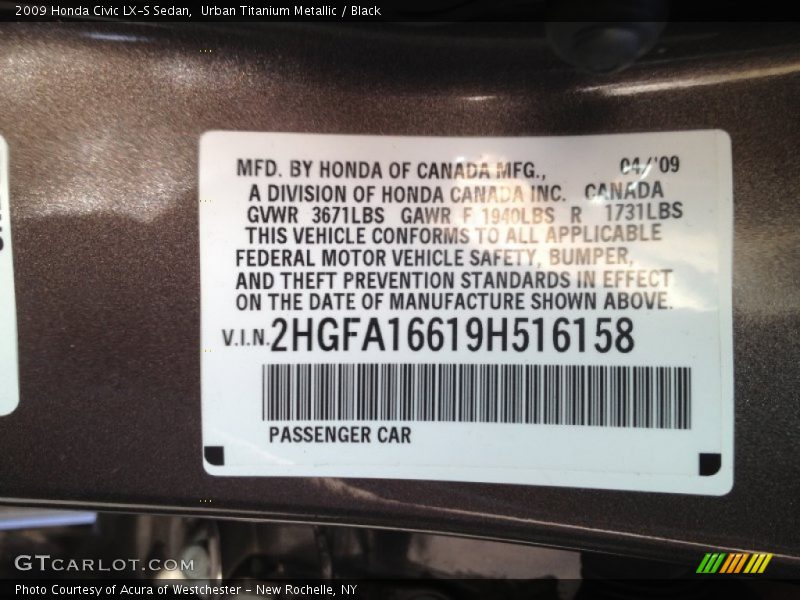 2009 Honda Civic LX-S Sedan,  Urban Titanium Metallic / Black
MFD. BY HONDA OF CANADA MFG., 04/'09
A DIVISION OF HONDA CANADA INC. CANADA
GVWR 3671LBS GAWR F 1940LBS R 1731LBS
THIS VEHICLE CONFORMS TO ALL APPLICABLE
FEDERAL MOTOR VEHICLE SAFETY, BUMPER,
AND THEFT PREVENTION STANDARDS IN EFFECT
ON THE DATE OF MANUFACTURE SHOWN ABOVE.
V.I.N. 2HGFA16619H516158
PASSENGER CAR
GTCARLOT.COM
Photo Courtesy of Acura of Westchester - New Rochelle, NY